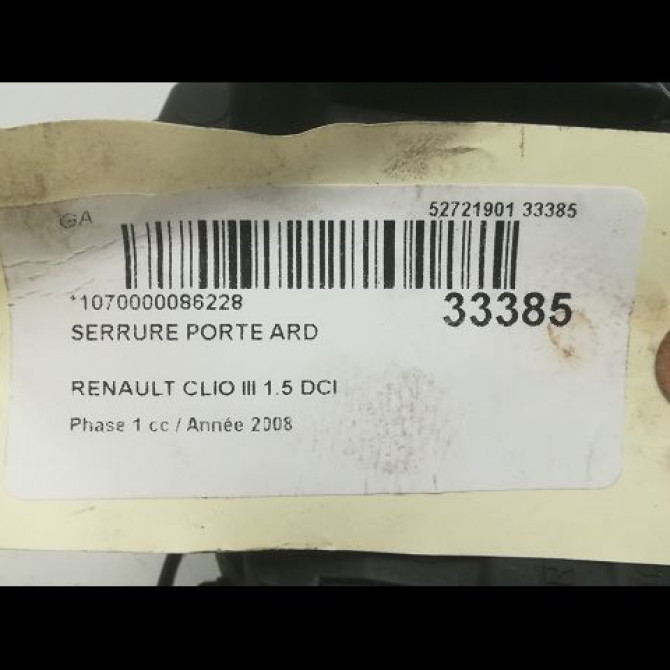 GA
52721901 33385
*1070000086228
33385
SERRURE PORTE ARD
RENAULT CLIO III 1.5 DCI
Phase 1 cc / Année 2008